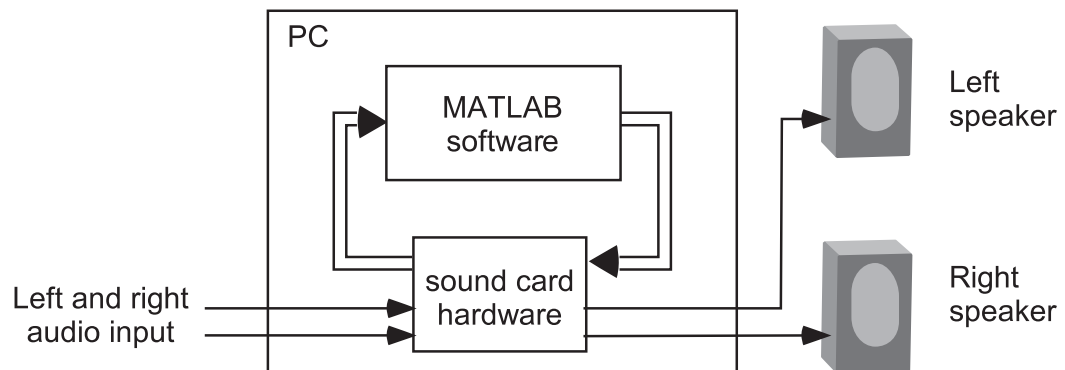 PC
MATLAB
software
sound card
hardware
Left and right
audio input
Left
speaker
Right
speaker